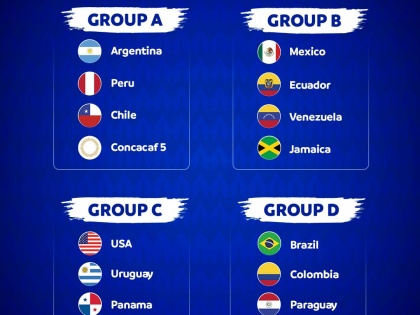 GROUP A
Argentina
Peru
Chile
Concacaf 5
GROUP B
Mexico
Ecuador
Venezuela
Jamaica
GROUP C
USA
Uruguay
Panama
GROUP D
Brazil
Colombia
Paraguay